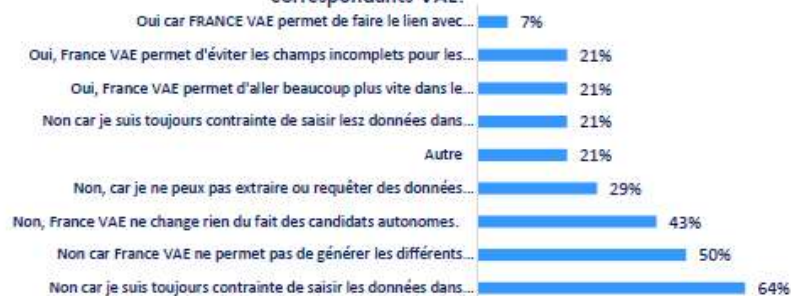 correspondants VAE?
Oui car FRANCE VAE permet de faire le lien avec... 7%
Oui, France VAE permet d'éviter les champs incomplets pour les... 21%
Oui, France VAE permet d'aller beaucoup plus vite dans le... 21%
Non car je suis toujours contrainte de saisir lesz données dans... 21%
Autre 21%
Non, car je ne peux pas extraire ou requêter des données... 29%
Non, France VAE ne change rien du fait des candidats autonomes. 43%
Non car France VAE ne permet pas de générer les différents... 50%
Non car je suis toujours contrainte de saisir les données dans... 64%